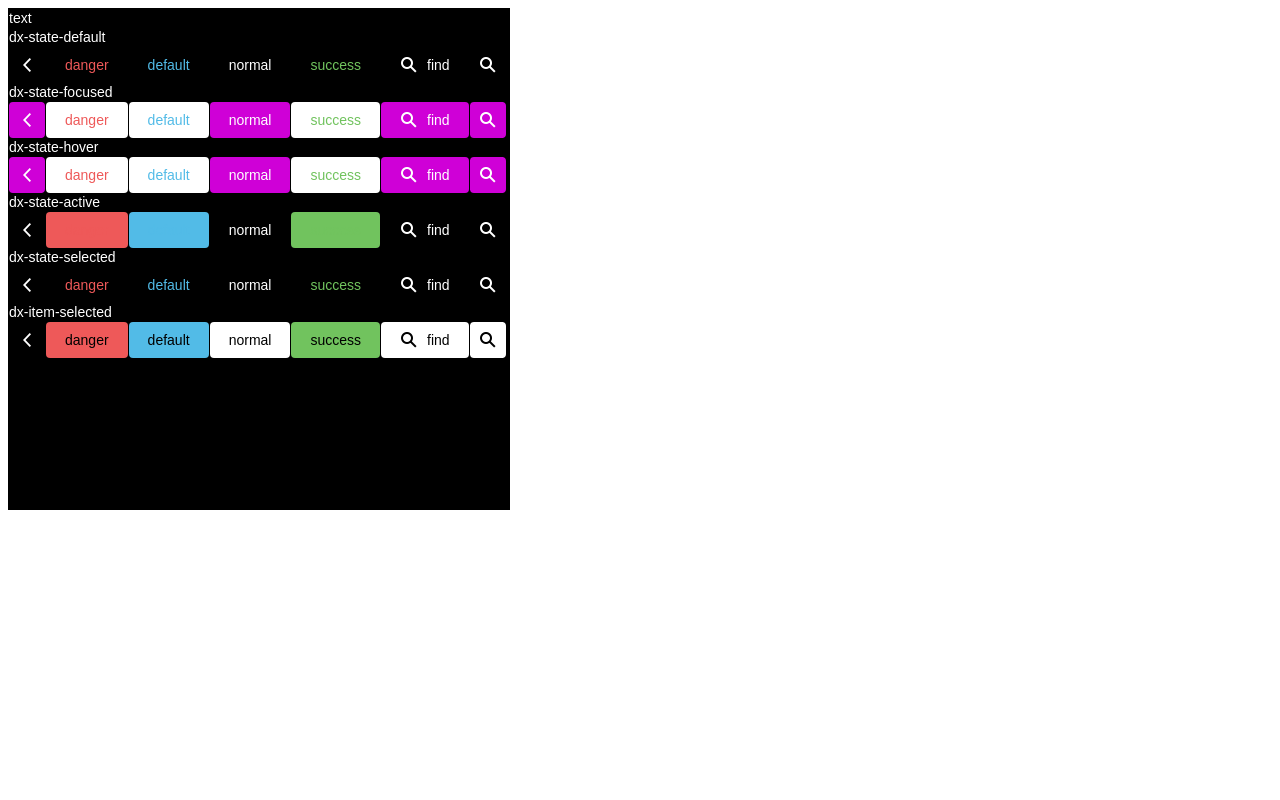 text
dx-state-default
danger default normal success find
dx-state-focused
danger default normal success find
dx-state-hover
danger default normal success find
dx-state-active
normal find
dx-state-selected
danger default normal success find
dx-item-selected
danger default normal success find